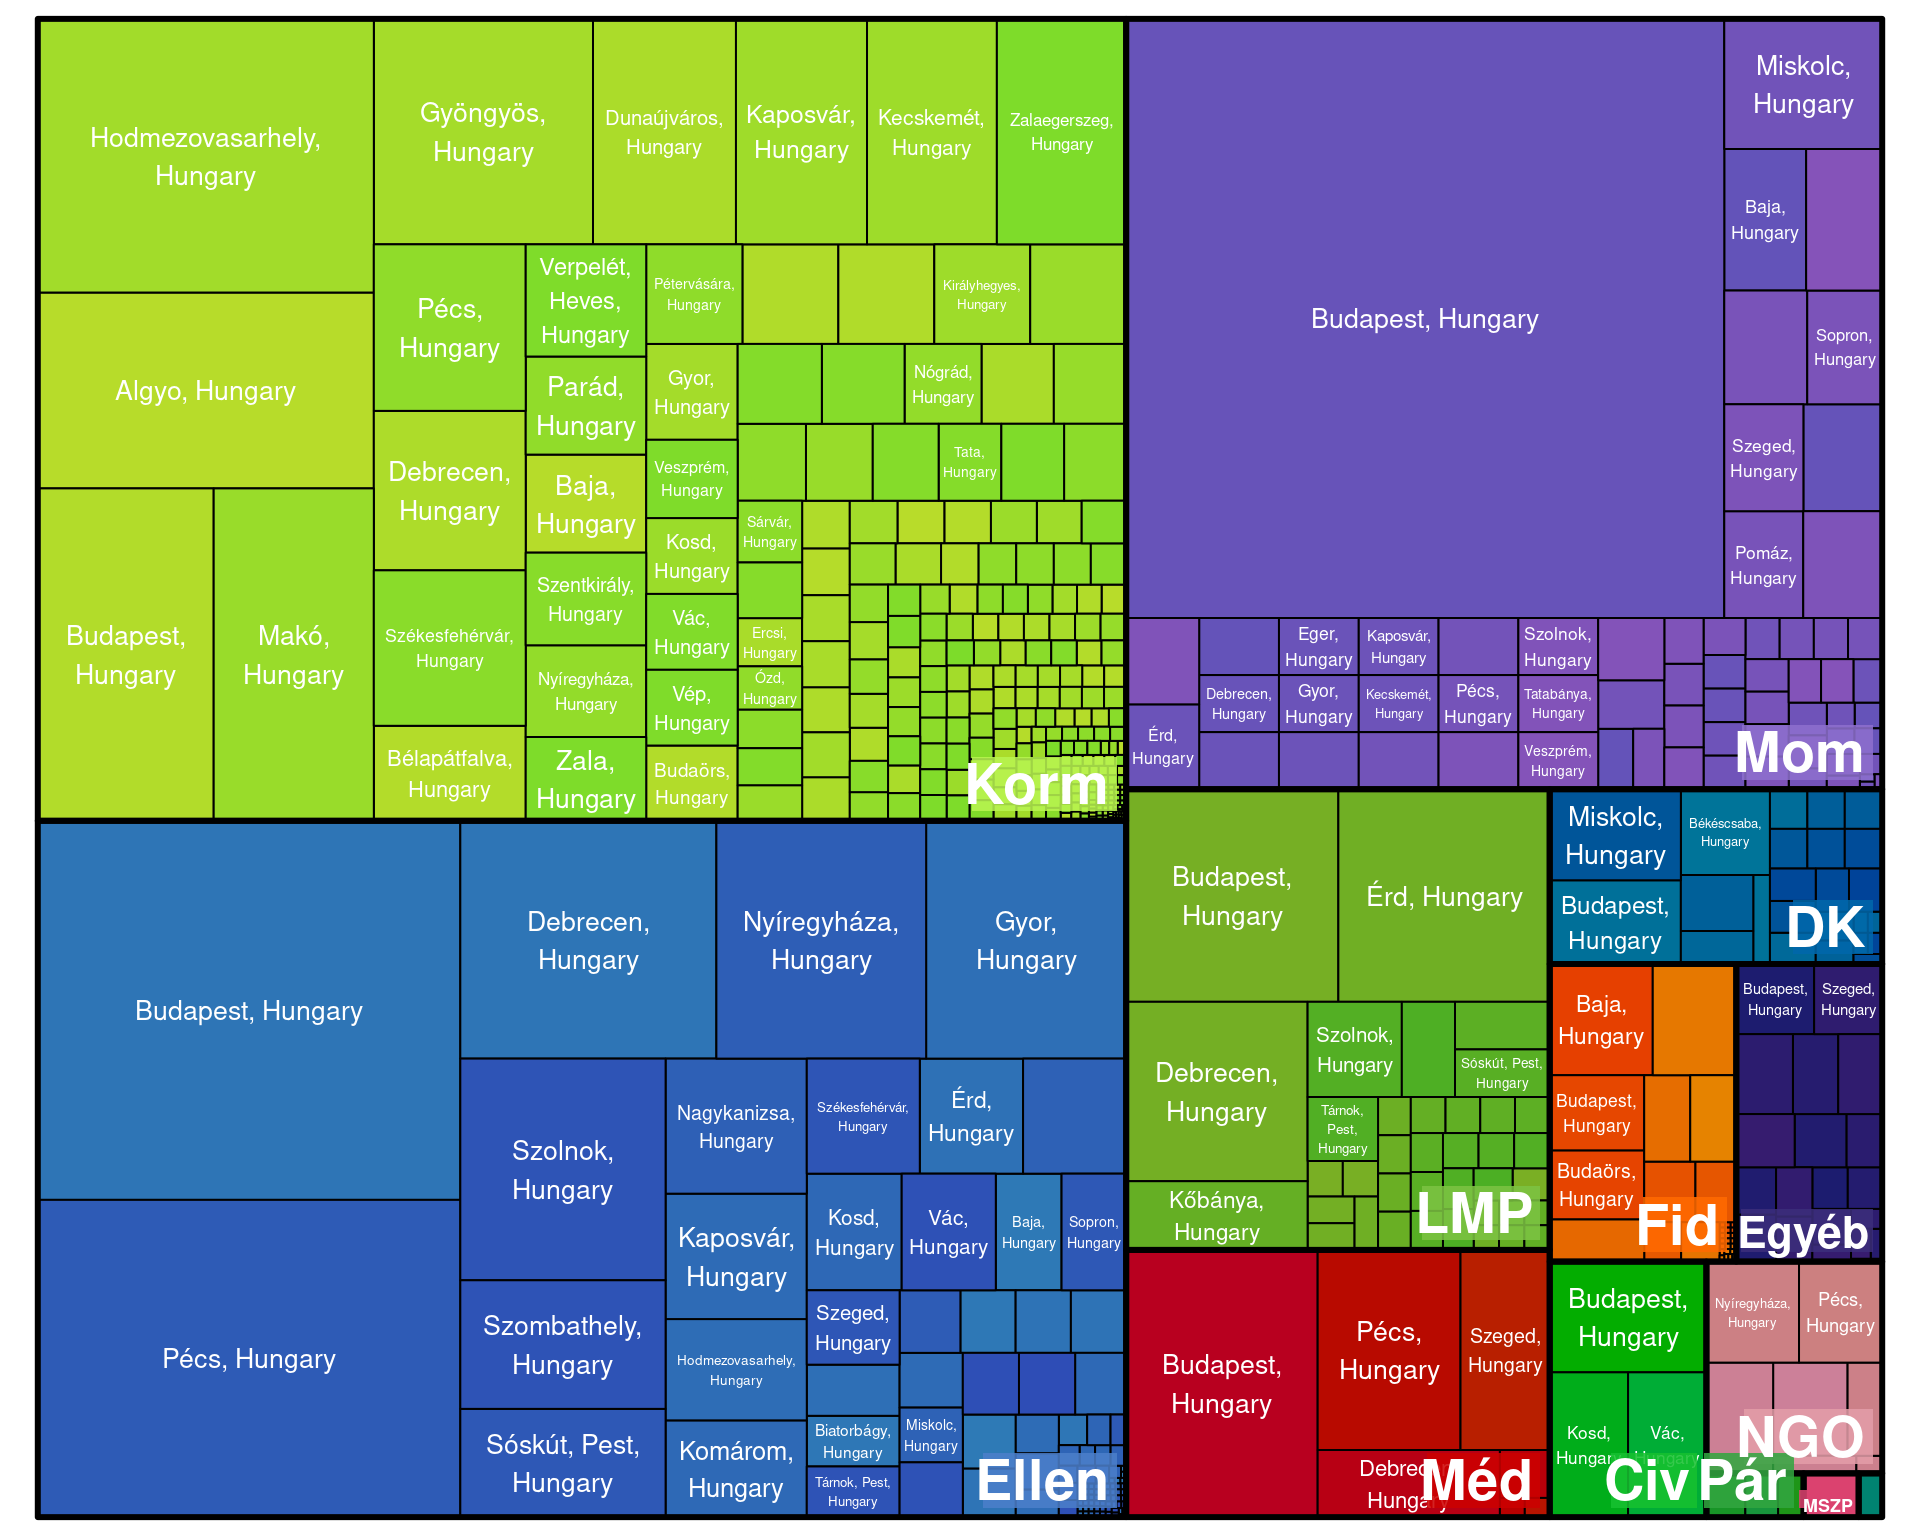 Hodmezovasarhely,
Hungary
Algyo, Hungary
Budapest,
Hungary
Makó,
Hungary
Gyöngyös,
Hungary
Dunaújváros,
Hungary
Kaposvár,
Hungary
Kecskemét,
Hungary
Zalaegerszeg,
Hungary
Pécs,
Hungary
Debrecen,
Hungary
Székesfehérvár,
Hungary
Bélapátfalva,
Hungary
Verpelét,
Heves,
Hungary
Parád,
Hungary
Baja,
Hungary
Szentkirály,
Hungary
Nyíregyháza,
Hungary
Zala,
Hungary
Pétervására,
Hungary
Királyhegyes,
Hungary
Gyor,
Hungary
Nógrád,
Hungary
Veszprém,
Hungary
Tata,
Hungary
Kosd,
Hungary
Sárvár,
Hungary
Vác,
Hungary
Ercsi,
Hungary
Vép,
Hungary
Ózd,
Hungary
Budaörs,
Hungary
Korm
Budapest, Hungary
Miskolc,
Hungary
Baja,
Hungary
Sopron,
Hungary
Szeged,
Hungary
Pomáz,
Hungary
Érd,
Hungary
Debrecen,
Hungary
Eger,
Hungary
Gyor,
Hungary
Kaposvár,
Hungary
Kecskemét,
Hungary
Pécs,
Hungary
Szolnok,
Hungary
Tatabánya,
Hungary
Veszprém,
Hungary
Mom
Budapest, Hungary
Pécs, Hungary
Debrecen,
Hungary
Nyíregyháza,
Hungary
Gyor,
Hungary
Szolnok,
Hungary
Szombathely,
Hungary
Sóskút, Pest,
Hungary
Nagykanizsa,
Hungary
Kaposvár,
Hungary
Hodmezovasarhely,
Hungary
Komárom,
Hungary
Székesfehérvár,
Hungary
Érd,
Hungary
Kosd,
Hungary
Vác,
Hungary
Baja,
Hungary
Sopron,
Hungary
Szeged,
Hungary
Biatorbágy,
Hungary
Miskolc,
Hungary
Tárnok, Pest,
Hungary
Ellen
Budapest,
Hungary
Érd, Hungary
Debrecen,
Hungary
Kőbánya,
Hungary
Szolnok,
Hungary
Sóskút, Pest,
Hungary
Tárnok,
Pest,
Hungary
LMP
Miskolc,
Hungary
Budapest,
Hungary
Békéscsaba,
Hungary
DK
Baja,
Hungary
Budapest,
Hungary
Budaörs,
Hungary
Fid
Budapest,
Hungary
Szeged,
Hungary
Egyéb
Budapest,
Hungary
Pécs,
Hungary
Szeged,
Hungary
Debrecen,
Hungary
Méd
Budapest,
Hungary
Kosd,
Hungary
Vác,
Hungary
Civ
Nyíregyháza,
Hungary
Pécs,
Hungary
NGO
Pár
MSZP